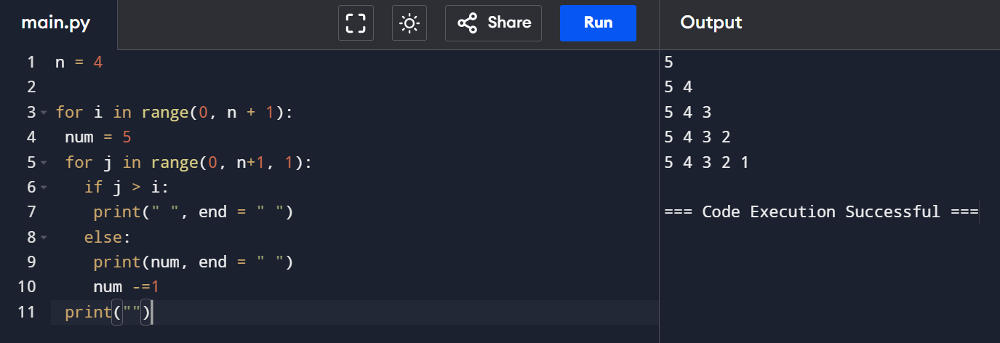 main.py Share Run Output
1 n = 4
2
3 for i in range(0, n + 1):
4  num = 5
5  for j in range(0, n+1, 1):
6    if j > i:
7     print(" ", end = " ")
8    else:
9     print(num, end = " ")
10     num -=1
11  print("")
5
5 4
5 4 3
5 4 3 2
5 4 3 2 1
=== Code Execution Successful ===